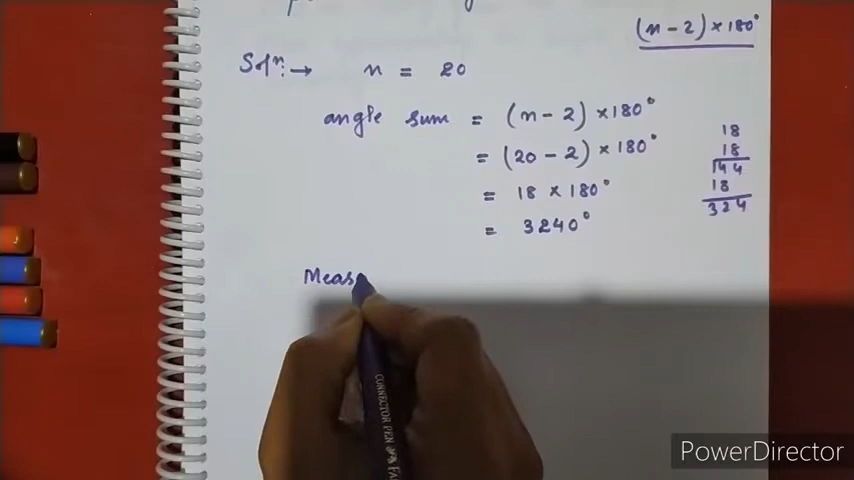 (n - 2) × 180°
Solⁿ: → n = 20
angle sum = (n - 2) × 180°
= (20 - 2) × 180°
= 18 × 180°
= 3240°
18
18
144
18
324
Meas
CONNECTOR PEN
PowerDirector